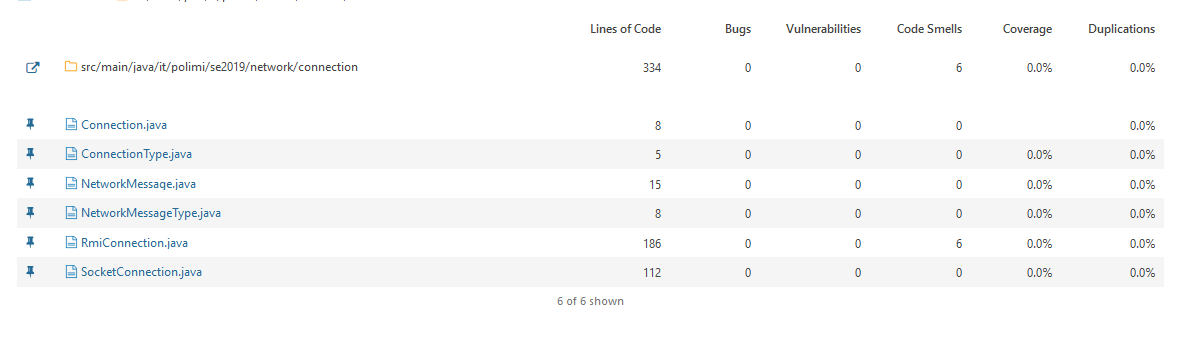 Lines of Code Bugs Vulnerabilities Code Smells Coverage Duplications
src/main/java/it/polimi/se2019/network/connection 334 0 0 6 0.0% 0.0%
Connection.java 8 0 0 0 0.0%
ConnectionType.java 5 0 0 0 0.0% 0.0%
NetworkMessage.java 15 0 0 0 0.0% 0.0%
NetworkMessageType.java 8 0 0 0 0.0% 0.0%
RmiConnection.java 186 0 0 6 0.0% 0.0%
SocketConnection.java 112 0 0 0 0.0% 0.0%
6 of 6 shown